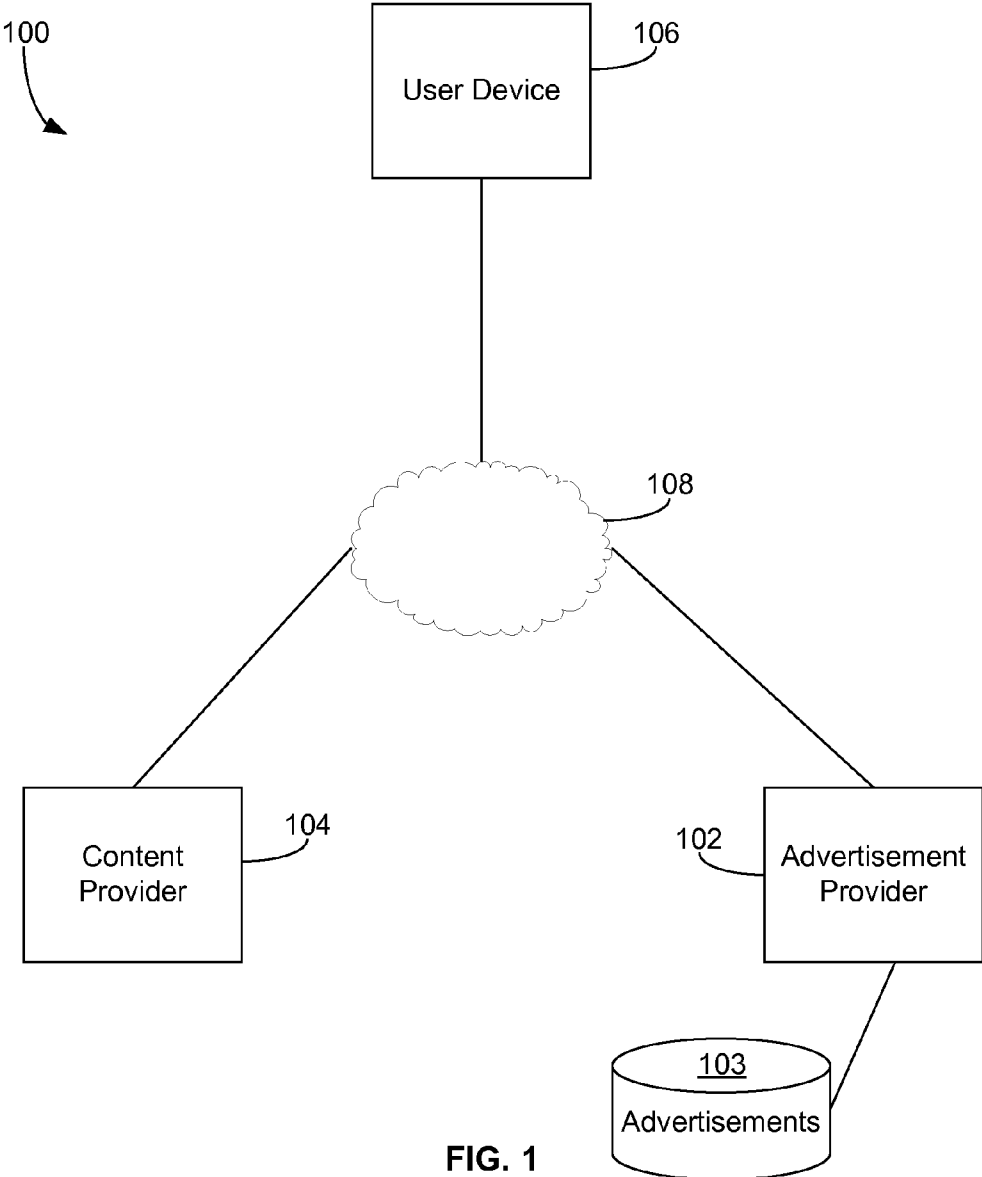 100
106
User Device
108
104
Content
Provider
102
Advertisement
Provider
103
Advertisements
FIG. 1